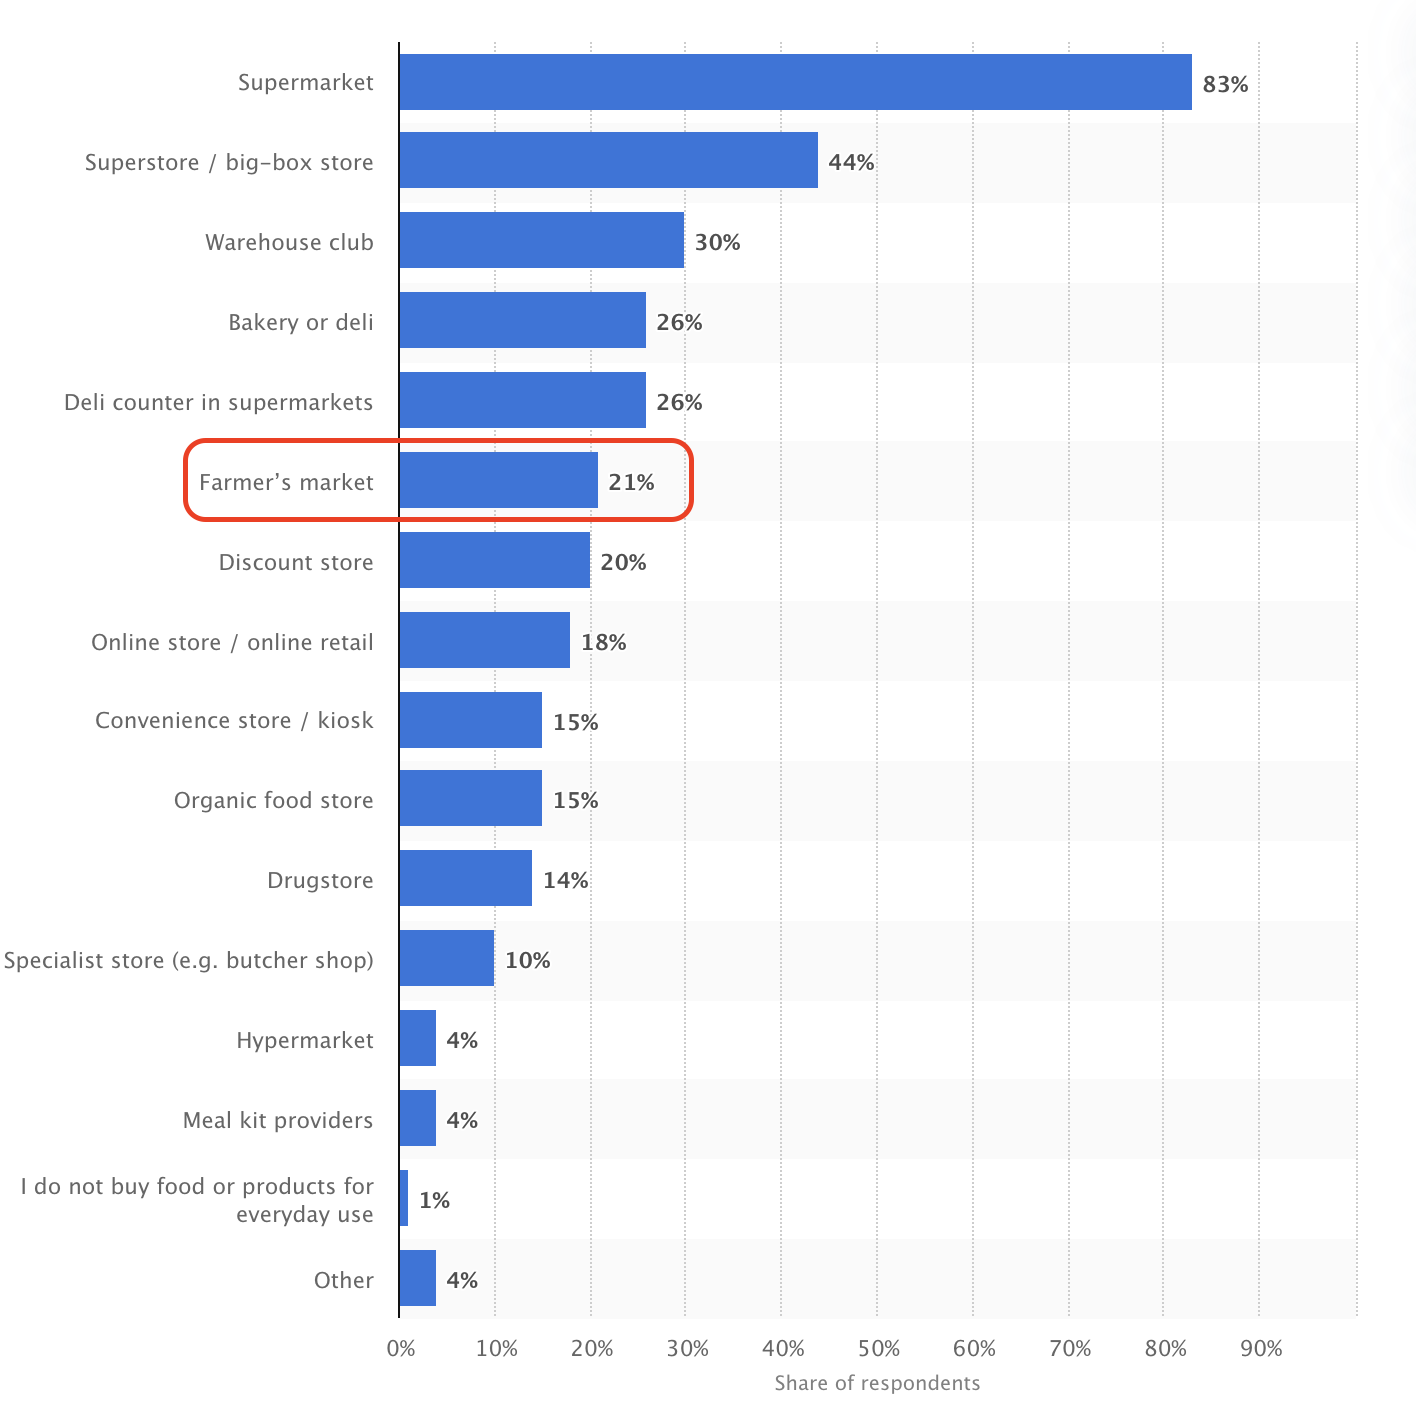 Supermarket 83%
Superstore / big-box store 44%
Warehouse club 30%
Bakery or deli 26%
Deli counter in supermarkets 26%
Farmer’s market 21%
Discount store 20%
Online store / online retail 18%
Convenience store / kiosk 15%
Organic food store 15%
Drugstore 14%
Specialist store (e.g. butcher shop) 10%
Hypermarket 4%
Meal kit providers 4%
I do not buy food or products for
everyday use 1%
Other 4%
0% 10% 20% 30% 40% 50% 60% 70% 80% 90%
Share of respondents